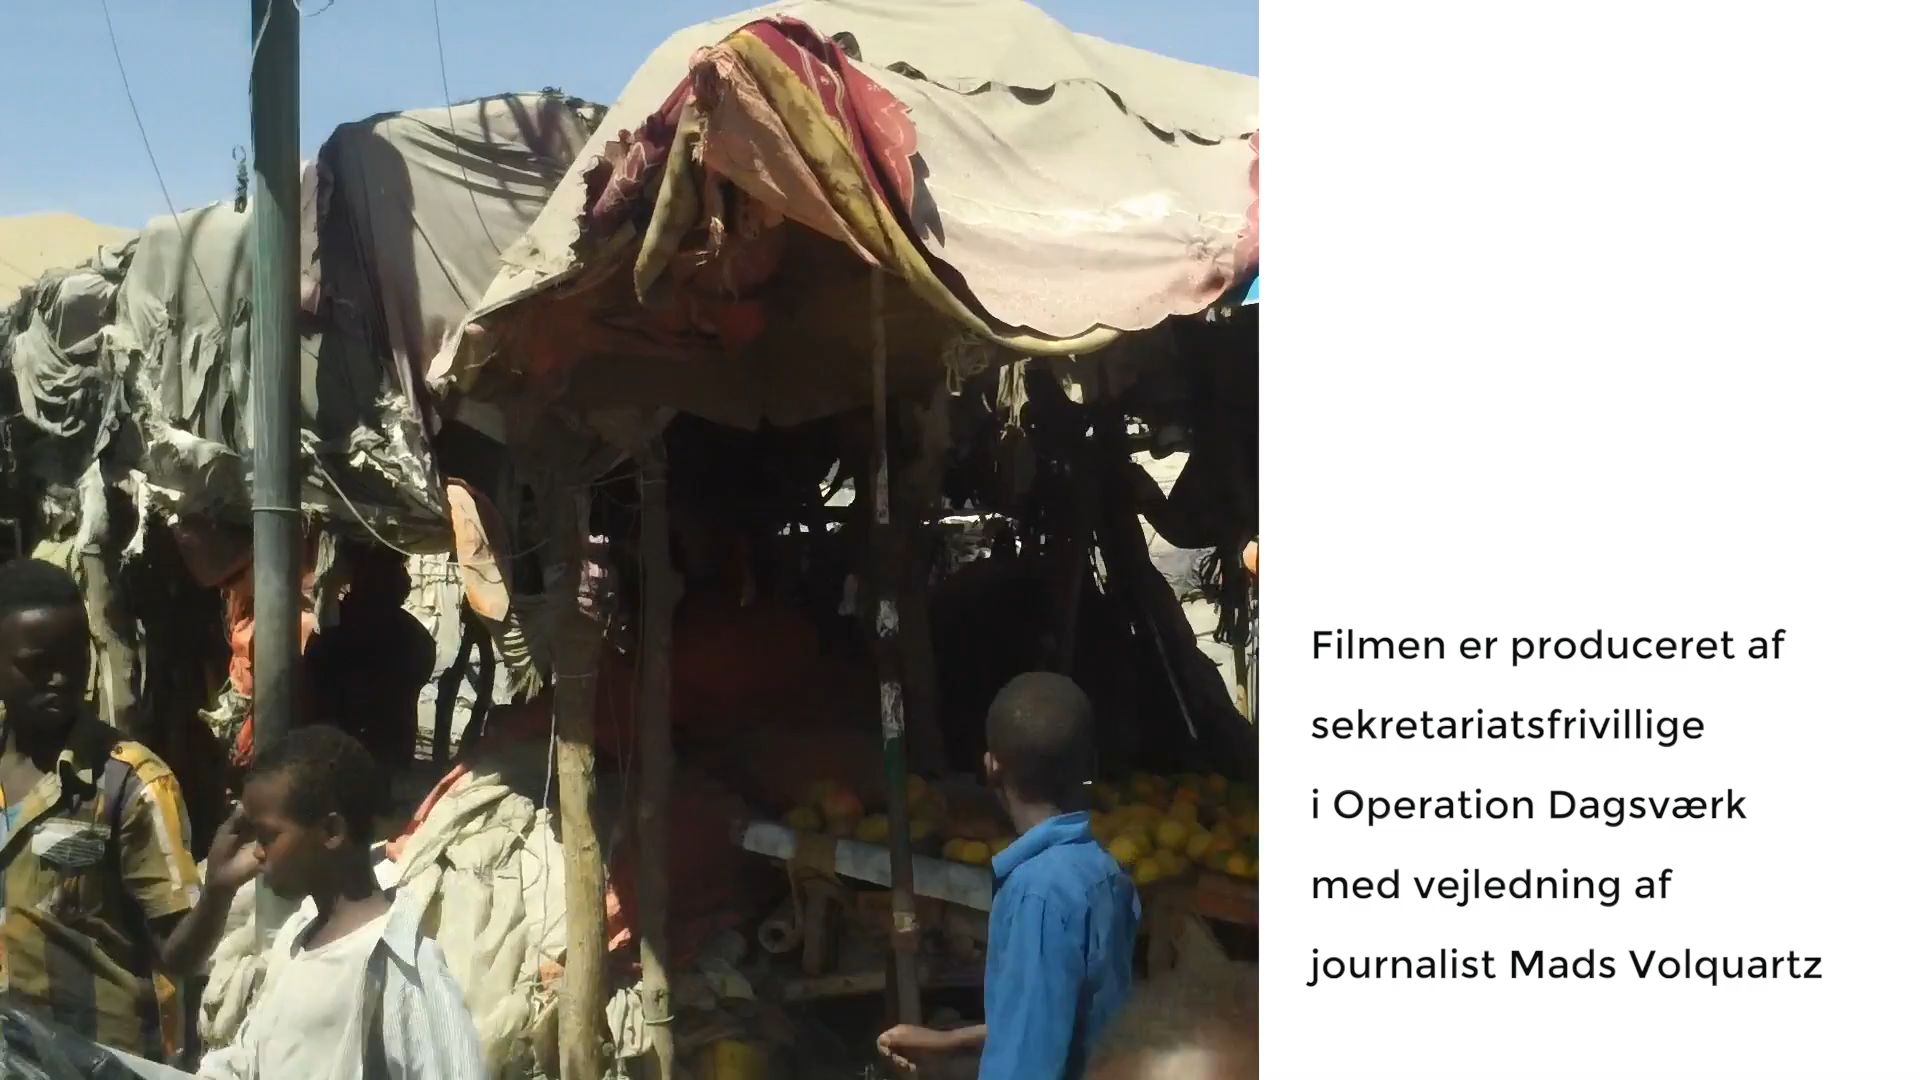 Filmen er produceret af
sekretariatsfrivillige
i Operation Dagsværk
med vejledning af
journalist Mads Volquartz